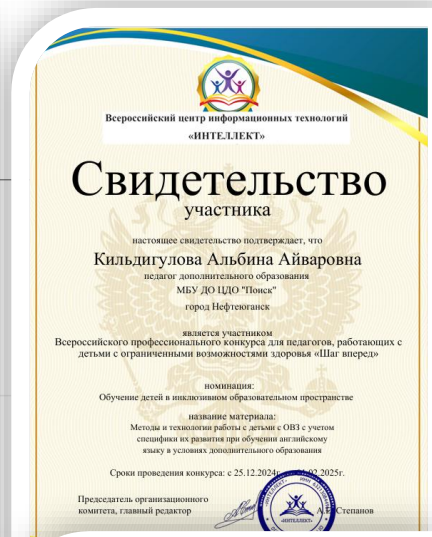 Всероссийский центр информационных технологий
«ИНТЕЛЛЕКТ»
Свидетельство
участника
настоящее свидетельство подтверждает, что
Кильдигулова Альбина Айваровна
педагог дополнительного образования
МБУ ДО ЦДО "Поиск"
город Нефтеюганск
является участником
Всероссийского профессионального конкурса для педагогов, работающих с
детьми с ограниченными возможностями здоровья «Шаг вперед»
номинация:
Обучение детей в инклюзивном образовательном пространстве
название материала:
Методы и технологии работы с детьми с ОВЗ с учетом
специфики их развития при обучении английскому
языку в условиях дополнительного образования
Сроки проведения конкурса: с 25.12.2024г. 02.2025г.
Председатель организационного
комитета, главный редактор
Степанов
«ИНТЕЛЛЕКТ»